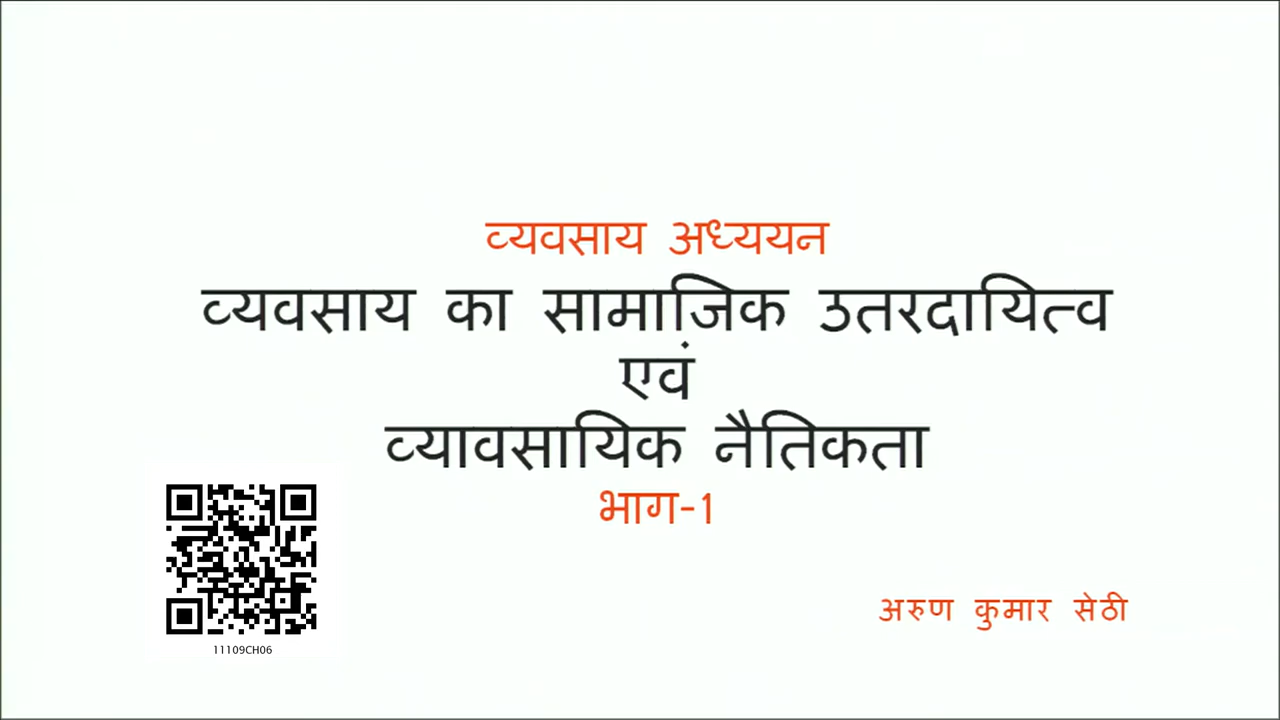 व्यवसाय अध्ययन
व्यवसाय का सामाजिक उतरदायित्व
एवं
व्यावसायिक नैतिकता
भाग-1
अरुण कुमार सेठी
11109CH06